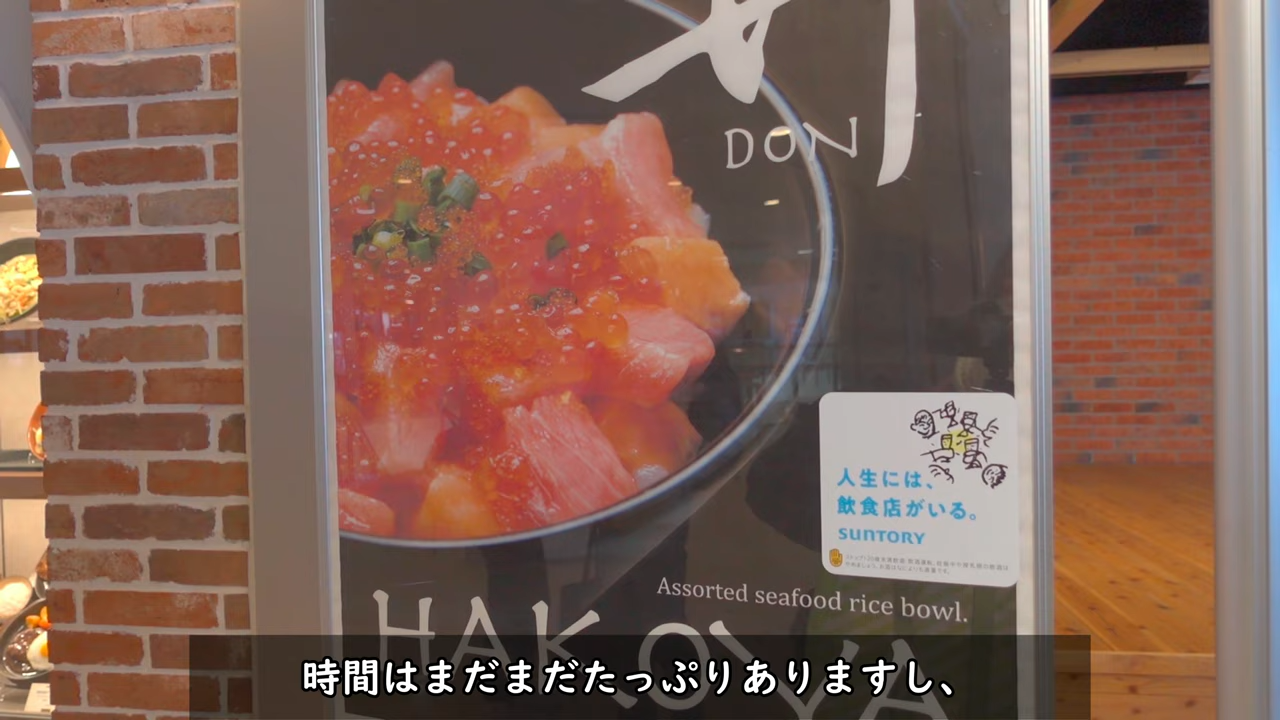 丼
DON
人生には、
飲食店がいる。
SUNTORY
Assorted seafood rice bowl.
HAKOYA
時間はまだまだたっぷりありますし、